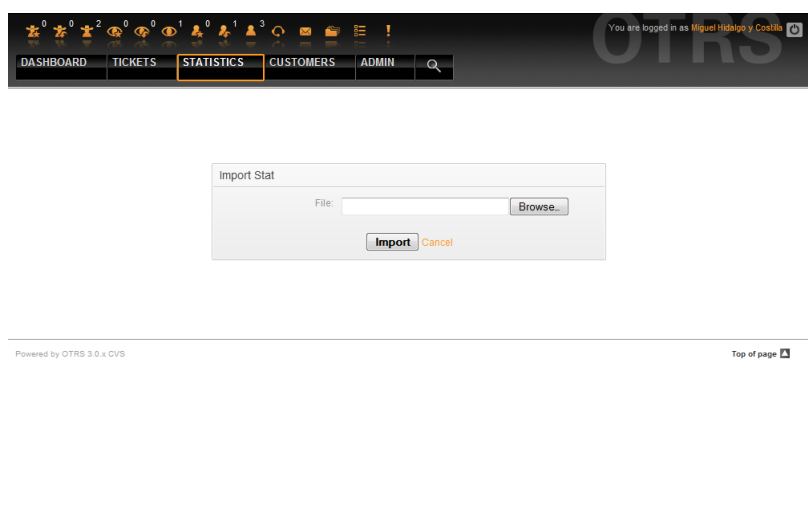 0 0 2 0 0 1 0 1 3
OTRS
You are logged in as Miguel Hidalgo y Costilla
DASHBOARD TICKETS STATISTICS CUSTOMERS ADMIN
Import Stat
File: Browse..
Import Cancel
Powered by OTRS 3.0.x CVS Top of page